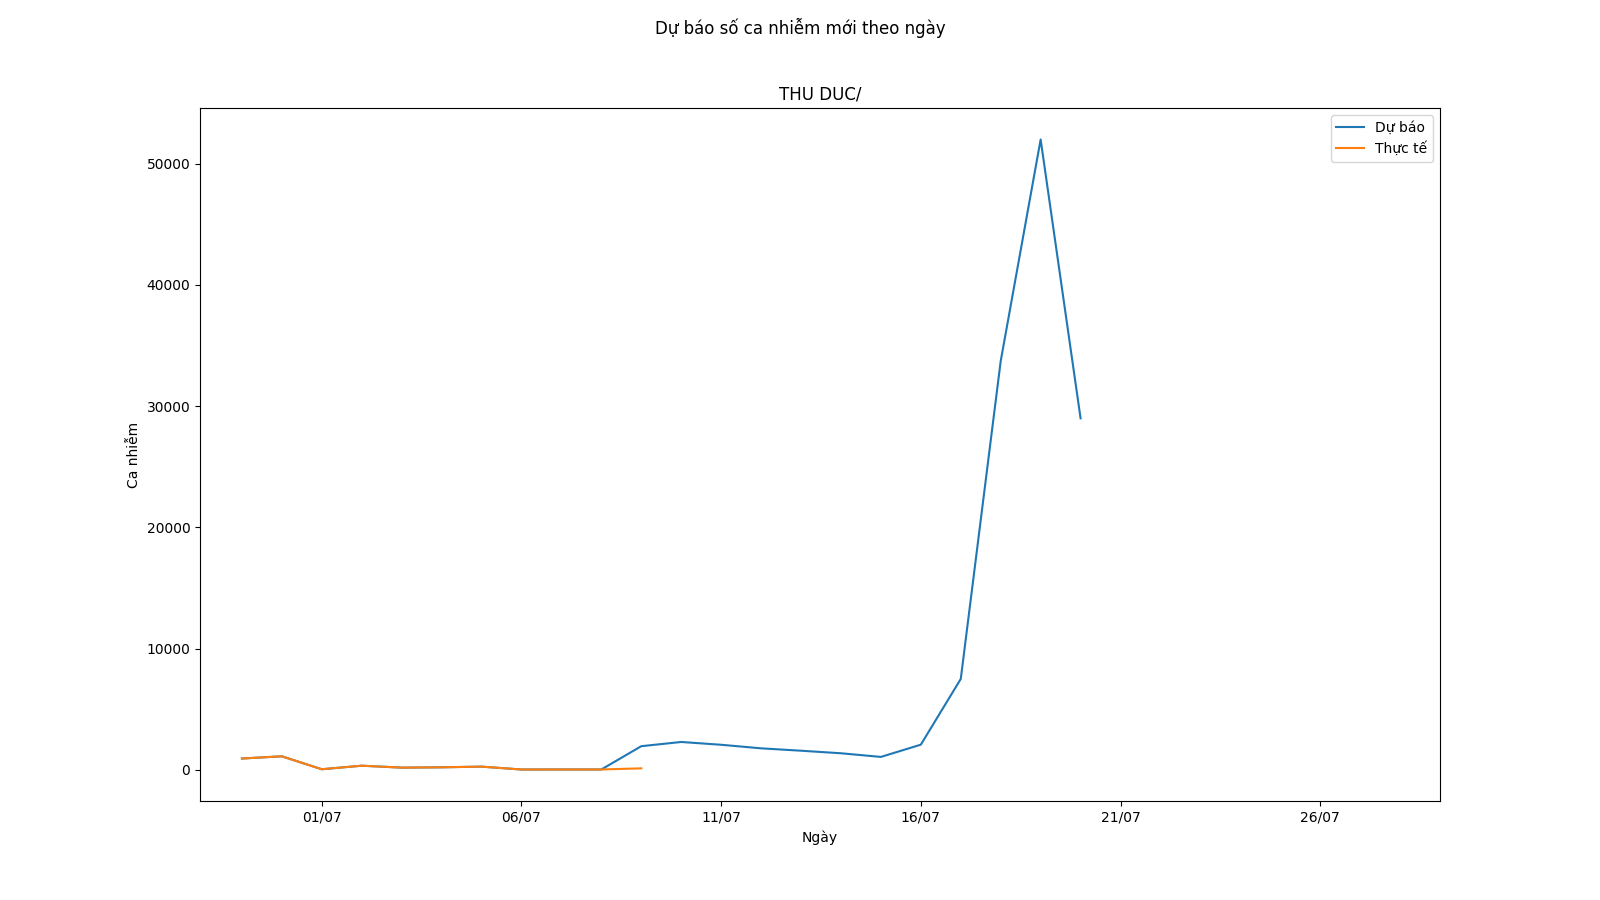 Dự báo số ca nhiễm mới theo ngày
THU DUC/
Dự báo
Thực tế
50000
40000
30000
20000
10000
0
Ca nhiễm
01/07
06/07
11/07
16/07
21/07
26/07
Ngày